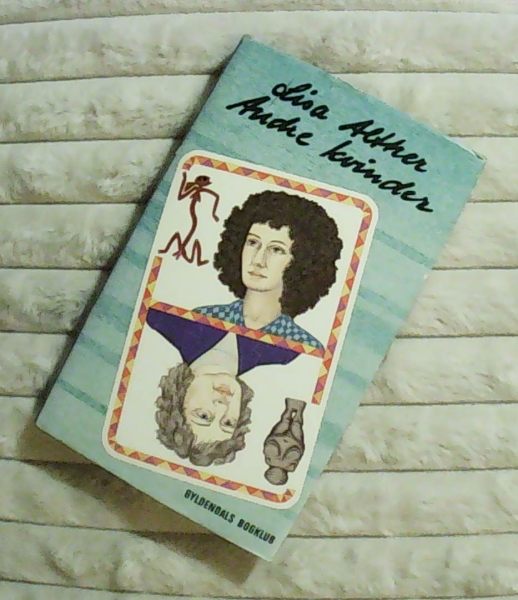 Lisa Alther
Andre kvinder
GYLDENDALS BOGKLUB